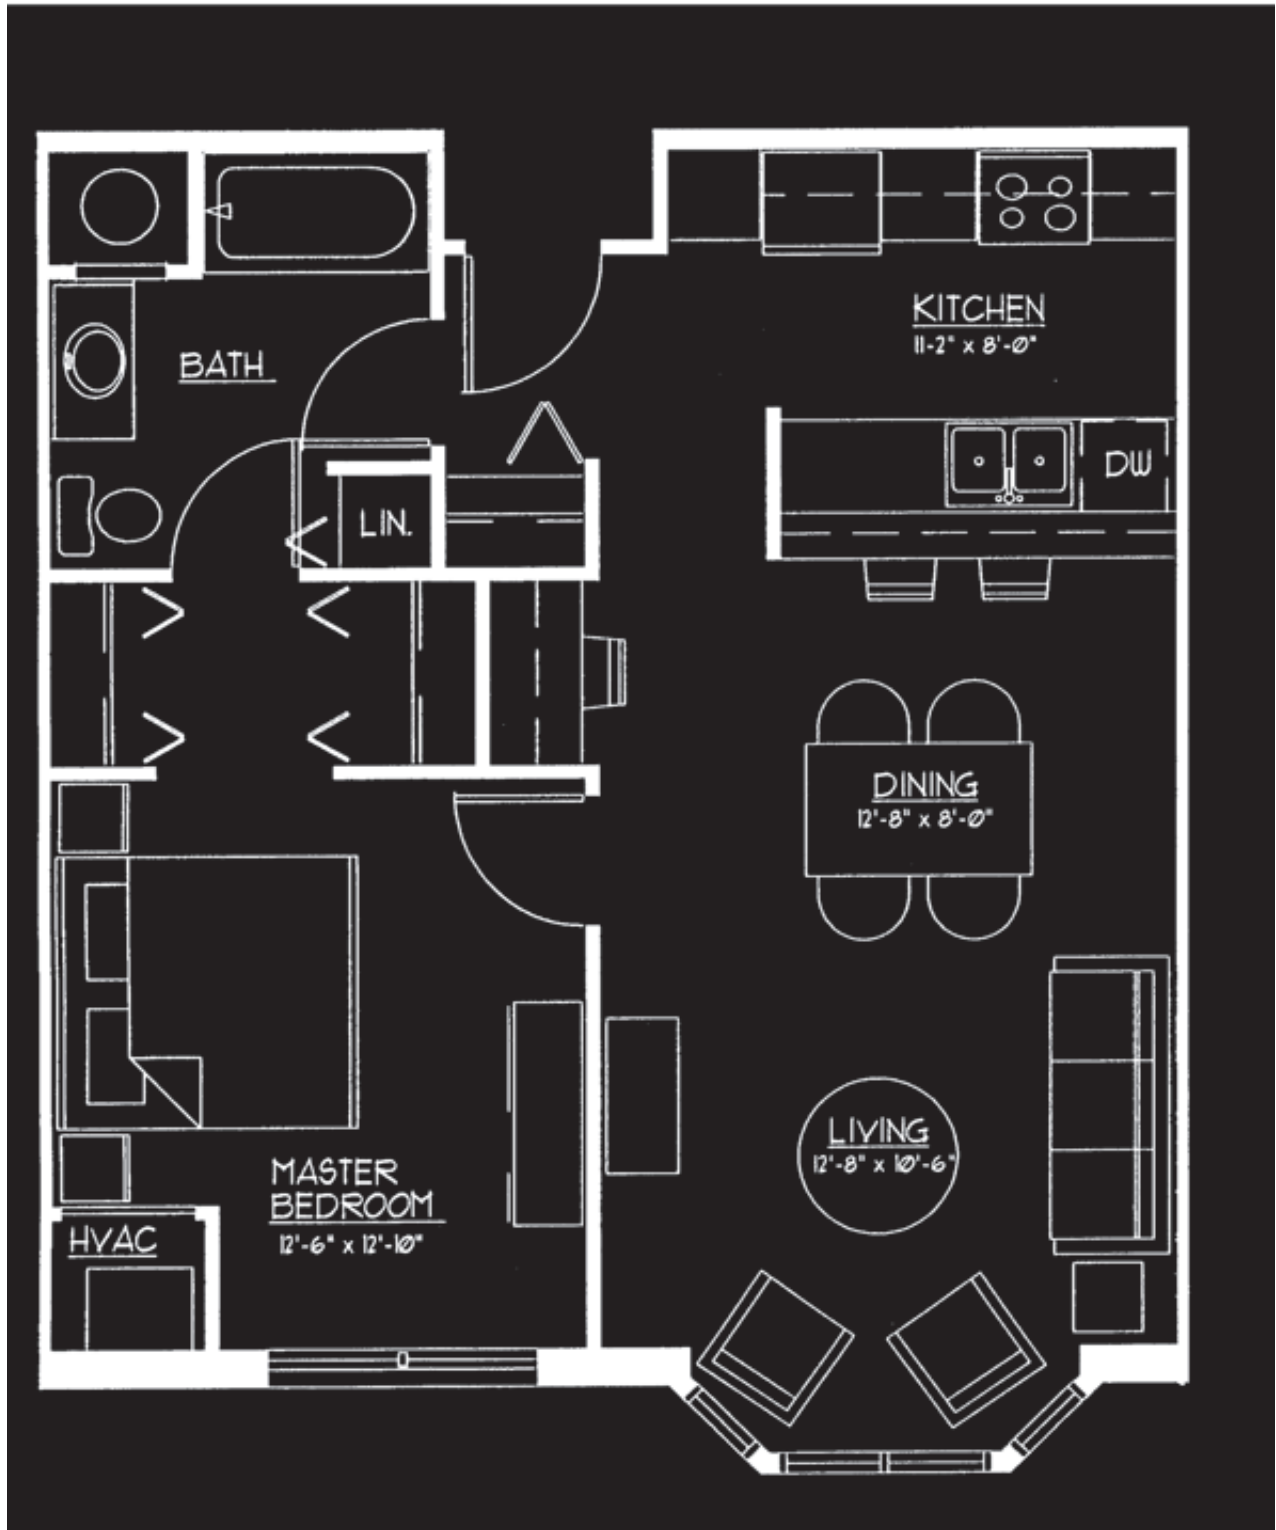 KITCHEN
11-2" x 8'-0"
BATH
DW
LIN.
DINING
12'-8" x 8'-0"
LIVING
12'-8" x 10'-6"
MASTER
BEDROOM
12'-6" x 12'-10"
HVAC